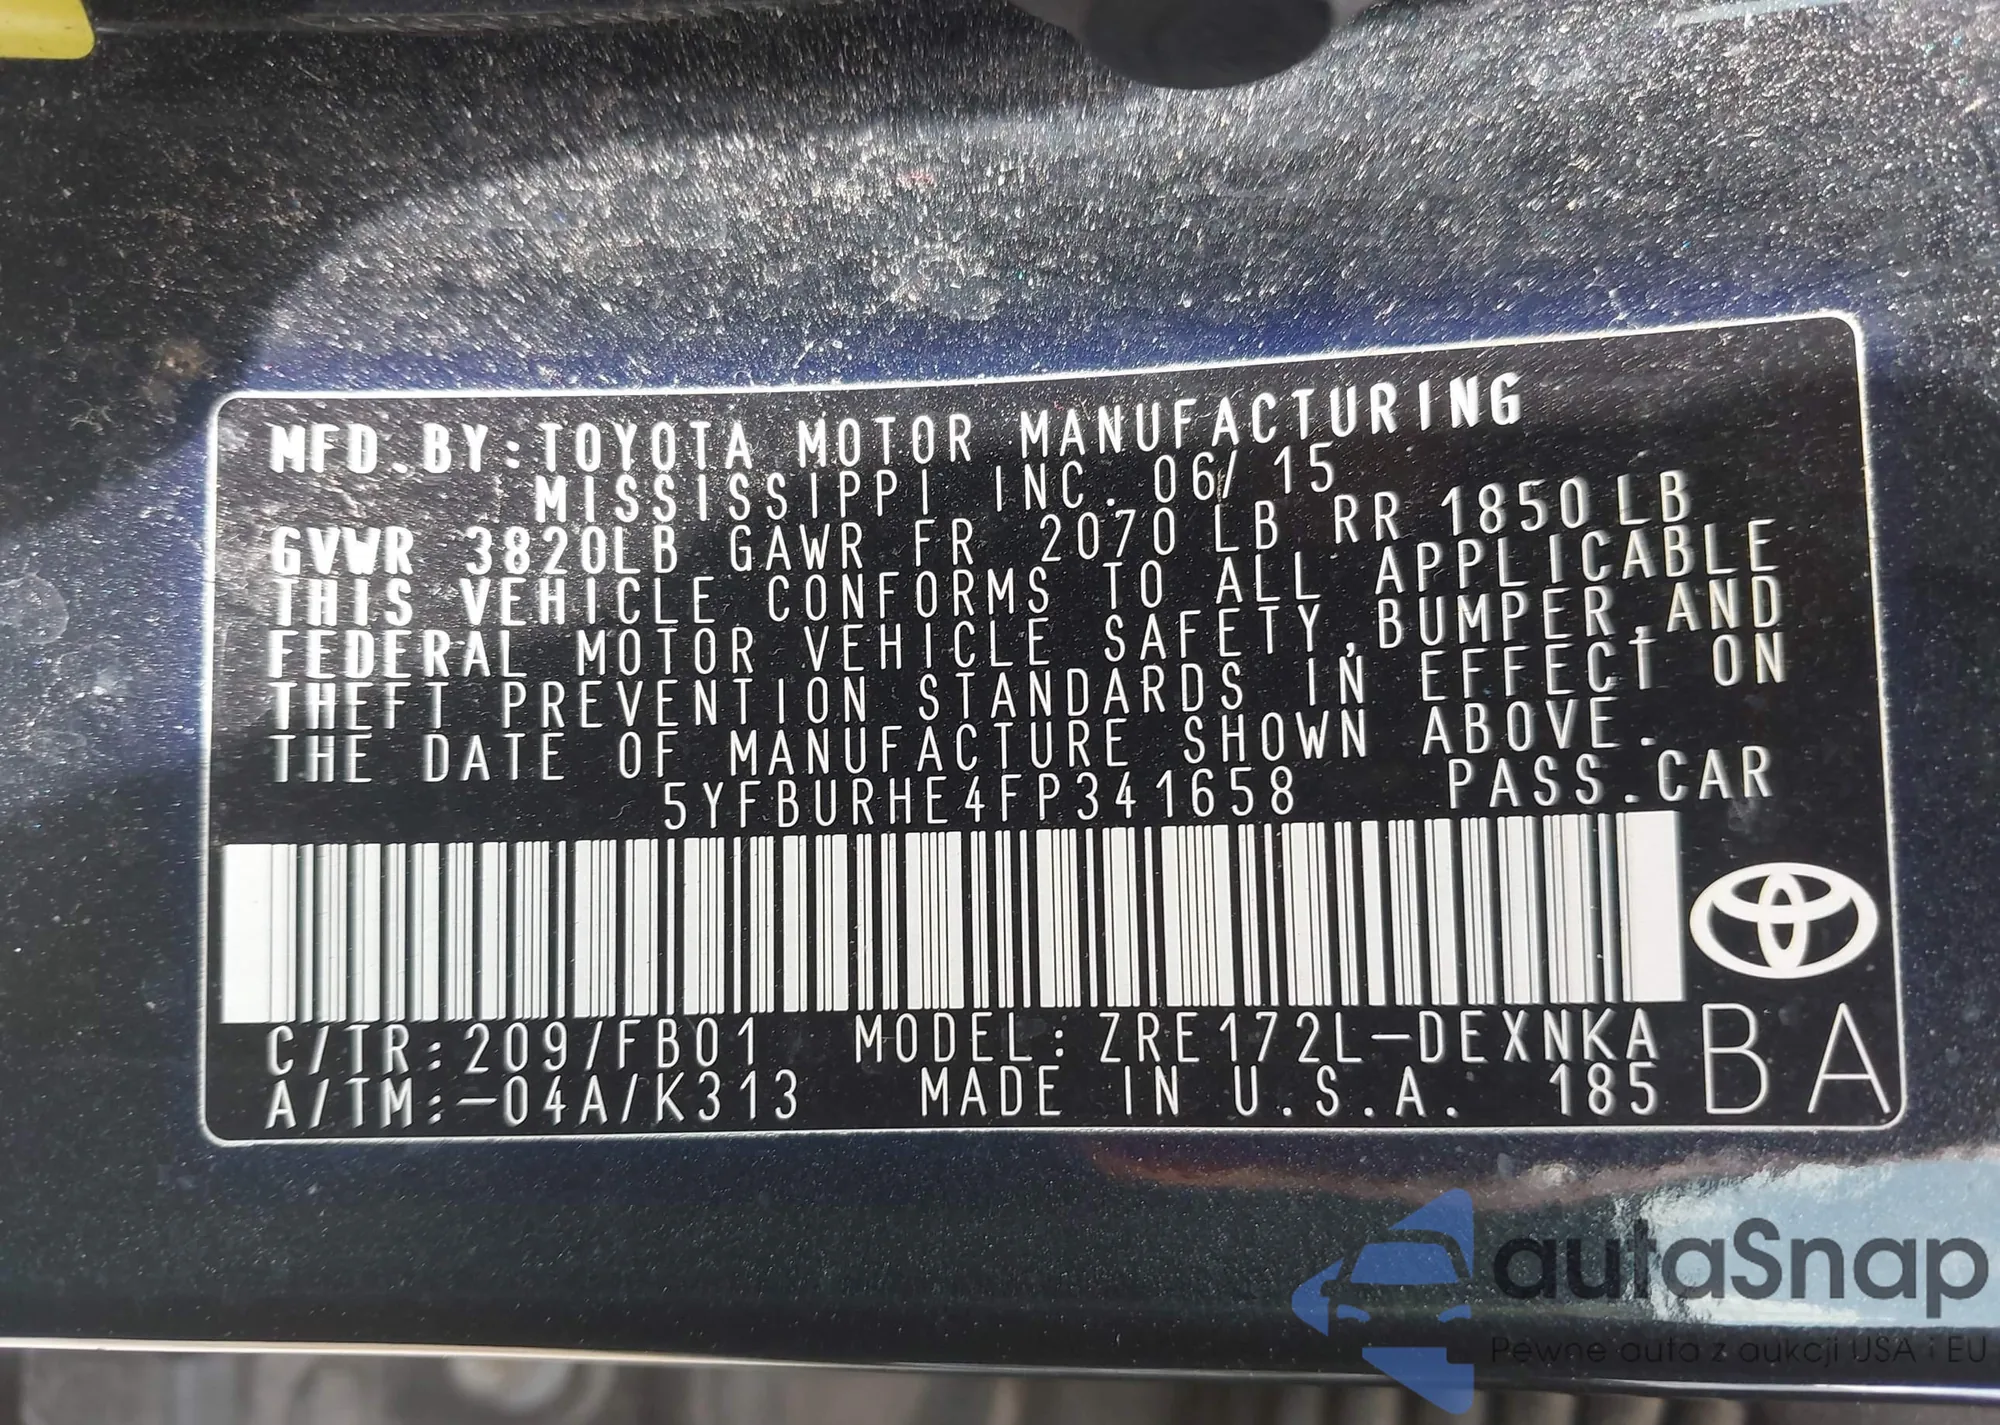 MFD.BY:TOYOTA MOTOR MANUFACTURING
MISSISSIPPI INC. 06/15
GVWR 3820LB GAWR FR 2070 LB RR 1850 LB
THIS VEHICLE CONFORMS TO ALL APPLICABLE
FEDERAL MOTOR VEHICLE SAFETY,BUMPER,AND
THEFT PREVENTION STANDARDS IN EFFECT ON
THE DATE OF MANUFACTURE SHOWN ABOVE.
5YFBURHE4FP341658 PASS.CAR
C/TR:209/FB01 MODEL:ZRE172L-DEXNKA
A/TM:-04A/K313 MADE IN U.S.A. 185
BA
autaSnap
Pewne auta z aukcji USA i EU